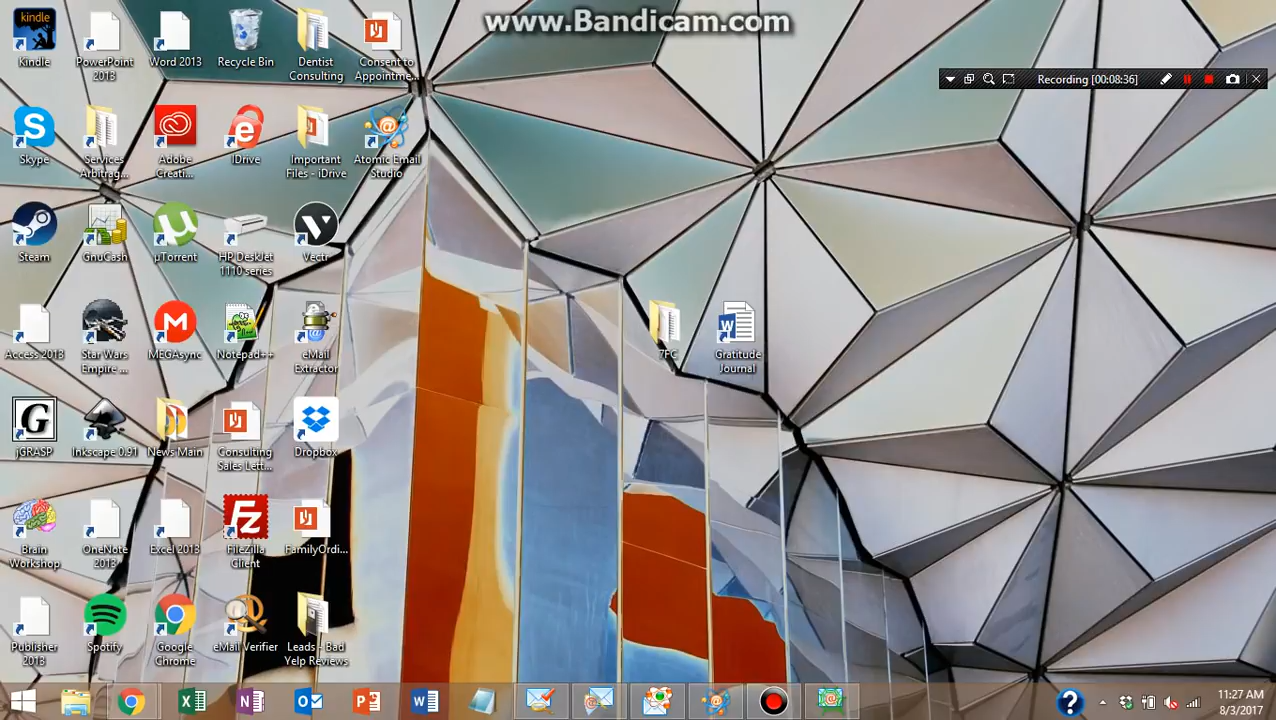 www.Bandicam.com
Recording [00:08:36]
kindle
Kindle
PowerPoint
2013
Word 2013
Recycle Bin
Dentist
Consulting
Consent to
Appointme...
Skype
Services
Arbitrag...
Adobe
Creati...
IDrive
Important
Files - iDrive
Atomic Email
Studio
Steam
GnuCash
µTorrent
HP DeskJet
1110 series
Vectr
Access 2013
Star Wars
Empire ...
MEGAsync
Notepad++
eMail
Extractor
7FC
Gratitude
Journal
jGRASP
Inkscape 0.91
News Main
Consulting
Sales Lett...
Dropbox
Brain
Workshop
OneNote
2013
Excel 2013
FileZilla
Client
FamilyOrdi...
Publisher
2013
Spotify
Google
Chrome
eMail Verifier
Leads - Bad
Yelp Reviews
11:27 AM
8/3/2017